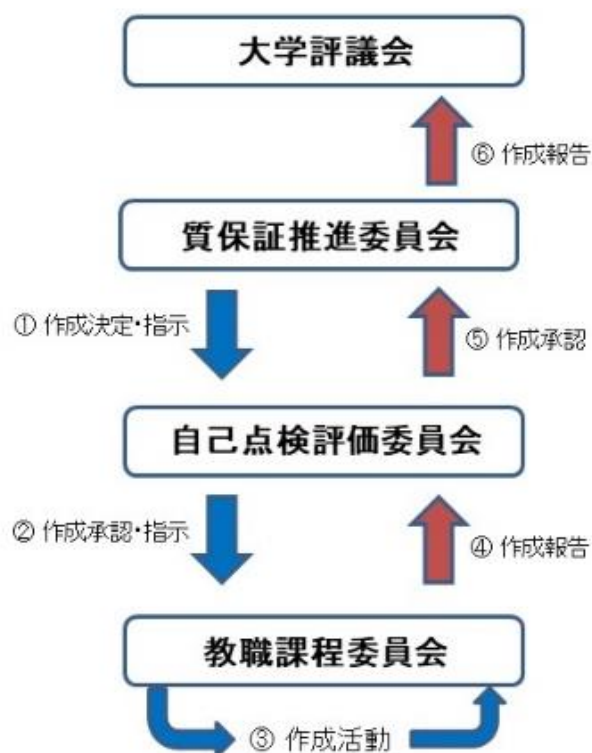 大学評議会
⑥ 作成報告
質保証推進委員会
① 作成決定・指示
⑤ 作成承認
自己点検評価委員会
② 作成承認・指示
④ 作成報告
教職課程委員会
③ 作成活動